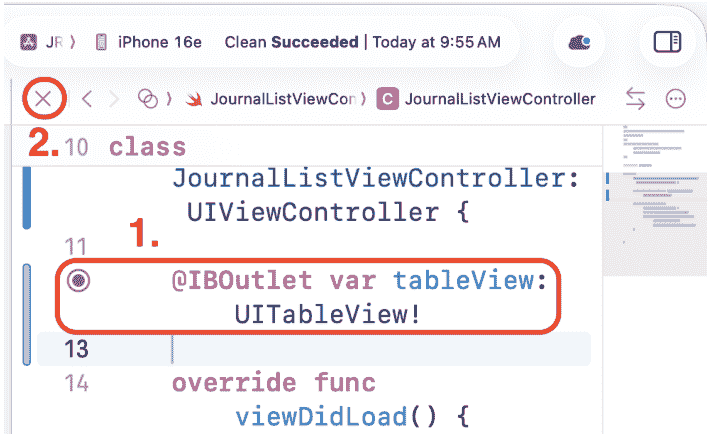 JR iPhone 16e Clean Succeeded | Today at 9:55 AM
JournalListViewCon C JournalListViewController
2.
10 class
JournalListViewController:
UIViewController {
1.
11
@IBOutlet var tableView:
UITableView!
13
14 override func
viewDidLoad() {